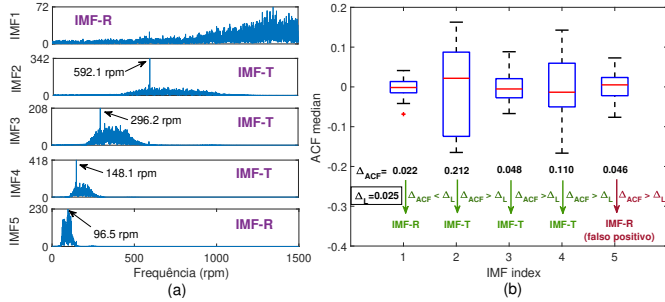 72
IMF1
0
IMF-R
342
IMF2
0
592.1 rpm
IMF-T
208
IMF3
0
296.2 rpm
IMF-T
418
IMF4
0
148.1 rpm
IMF-T
230
IMF5
0
96.5 rpm
IMF-R
0 500 1000 1500
Frequência (rpm)
(a)
ACF median
0.2
0.1
0
-0.1
-0.2
-0.3
-0.4
Δ_ACF= 0.022 0.212 0.048 0.110 0.046
Δ_L=0.025
Δ_ACF < Δ_L Δ_ACF > Δ_L Δ_ACF > Δ_L Δ_ACF > Δ_L Δ_ACF > Δ_L
IMF-R IMF-T IMF-T IMF-T IMF-R
(falso positivo)
1 2 3 4 5
IMF index
(b)